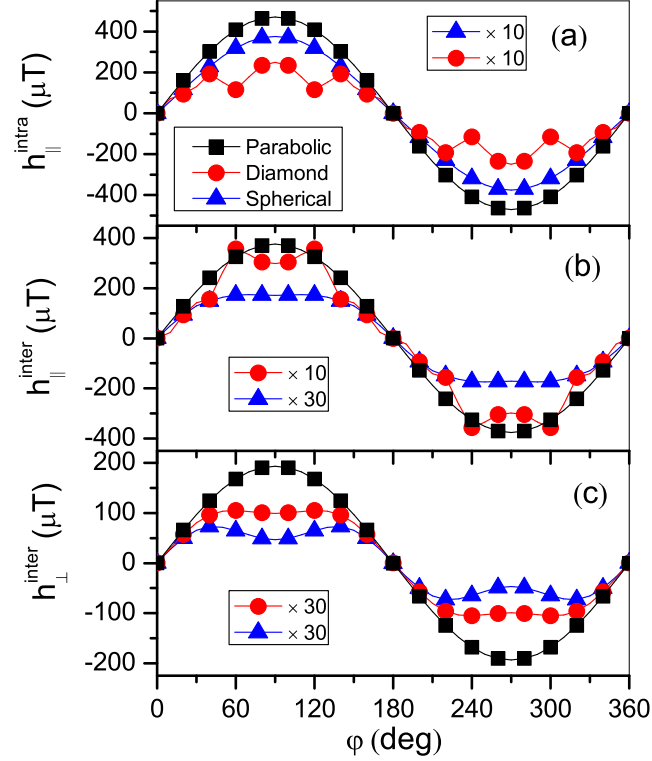 400
200
0
-200
-400
h∥^intra (μT)
(a)
× 10
× 10
Parabolic
Diamond
Spherical
400
200
0
-200
-400
h∥^inter (μT)
(b)
× 10
× 30
200
100
0
-100
-200
h⊥^inter (μT)
(c)
× 30
× 30
0 60 120 180 240 300 360
φ (deg)